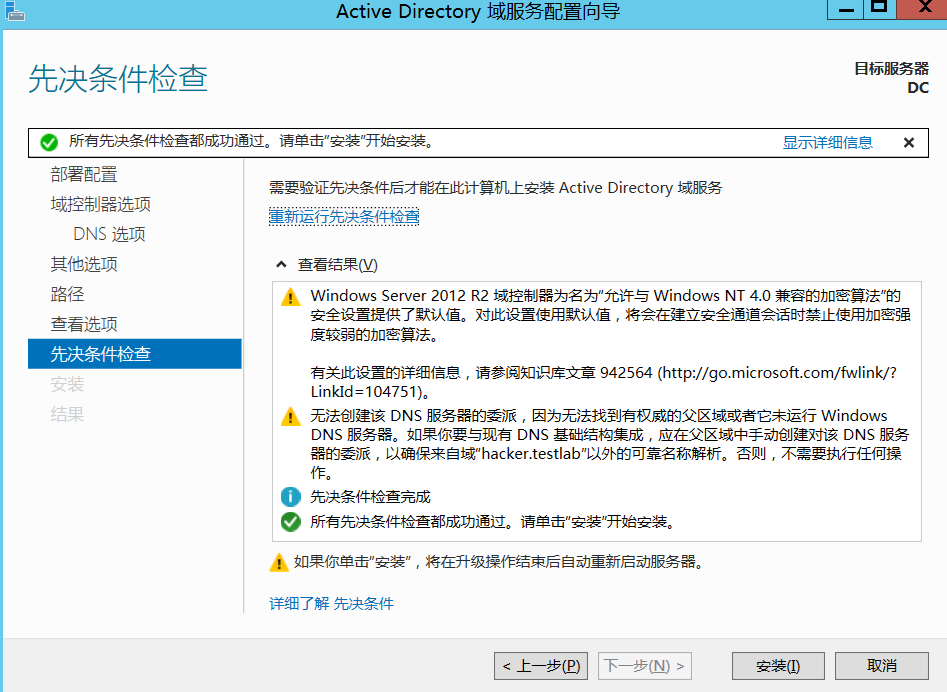 Active Directory 域服务配置向导
先决条件检查
目标服务器
DC
所有先决条件检查都成功通过。请单击"安装"开始安装。
显示详细信息
部署配置
域控制器选项
DNS 选项
其他选项
路径
查看选项
先决条件检查
安装
结果
需要验证先决条件后才能在此计算机上安装 Active Directory 域服务
重新运行先决条件检查
查看结果(V)
Windows Server 2012 R2 域控制器为名为"允许与 Windows NT 4.0 兼容的加密算法"的
安全设置提供了默认值。对此设置使用默认值，将会在建立安全通道会话时禁止使用加密强
度较弱的加密算法。
有关此设置的详细信息，请参阅知识库文章 942564 (http://go.microsoft.com/fwlink/?
LinkId=104751)。
无法创建该 DNS 服务器的委派，因为无法找到有权威的父区域或者它未运行 Windows
DNS 服务器。如果你要与现有 DNS 基础结构集成，应在父区域中手动创建对该 DNS 服务
器的委派，以确保来自域"hacker.testlab"以外的可靠名称解析。否则，不需要执行任何操
作。
先决条件检查完成
所有先决条件检查都成功通过。请单击"安装"开始安装。
如果你单击"安装"，将在升级操作结束后自动重新启动服务器。
详细了解 先决条件
< 上一步(P)
下一步(N) >
安装(I)
取消